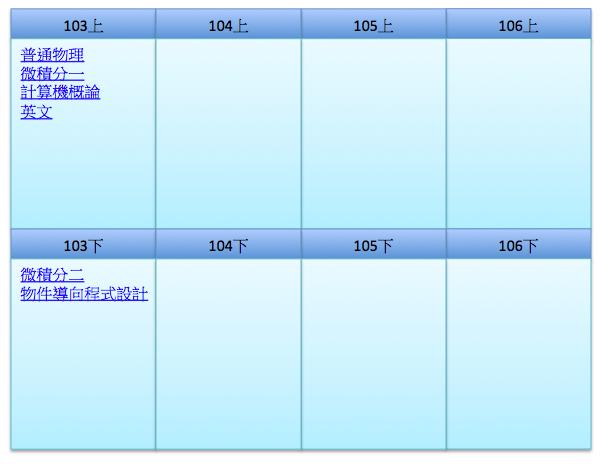 103上 104上 105上 106上
普通物理
微積分一
計算機概論
英文
103下 104下 105下 106下
微積分二
物件導向程式設計